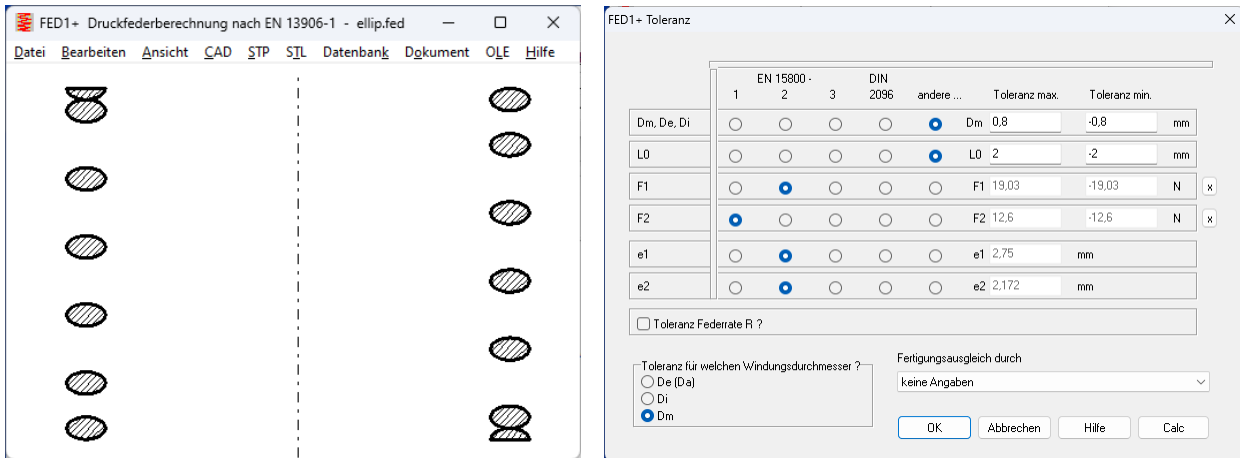 FED1+ Druckfederberechnung nach EN 13906-1 - ellip.fed
Datei Bearbeiten Ansicht CAD STP STL Datenbank Dokument OLE Hilfe
FED1+ Toleranz
EN 15800 - DIN
1 2 3 2096 andere ... Toleranz max. Toleranz min.
Dm, De, Di Dm 0,8 -0,8 mm
L0 L0 2 -2 mm
F1 F1 19,03 -19,03 N x
F2 F2 12,6 -12,6 N x
e1 e1 2,75 mm
e2 e2 2,172 mm
Toleranz Federrate R ?
Toleranz für welchen Windungsdurchmesser ?
De (Da)
Di
Dm
Fertigungsausgleich durch
keine Angaben
OK Abbrechen Hilfe Calc